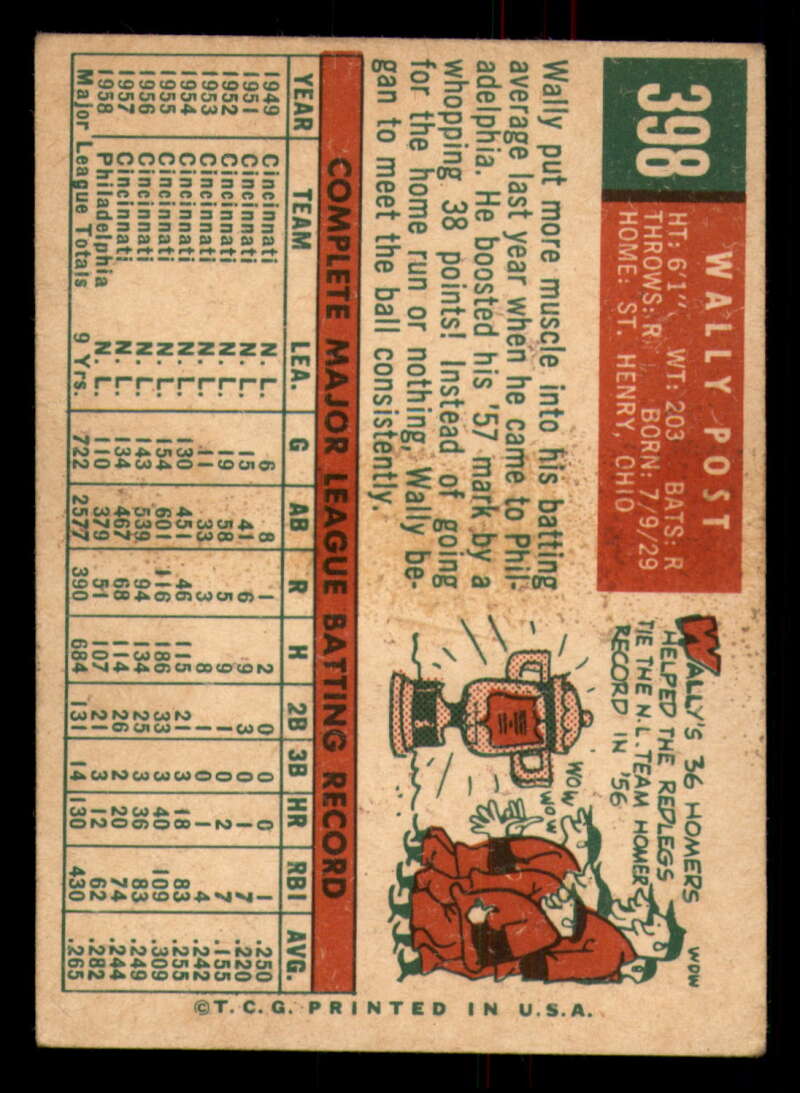 398
WALLY POST
HT: 6'1" WT: 203 BATS: R
THROWS: R BORN: 7/9/29
HOME: ST. HENRY, OHIO
WALLY'S 36 HOMERS
HELPED THE REDLEGS
TIE THE N.L. TEAM HOMER
RECORD IN '56
WOW
WOW
WOW
Wally put more muscle into his batting
average last year when he came to Phil-
adelphia. He boosted his '57 mark by a
whopping 38 points! Instead of going
for the home run or nothing, Wally be-
gan to meet the ball consistently.
COMPLETE MAJOR LEAGUE BATTING RECORD
YEAR TEAM LEA. G AB R H 2B 3B HR RBI AVG.
1949 Cincinnati N. L. 6 8 1 2 0 0 0 1 .250
1951 Cincinnati N. L. 15 41 6 9 3 0 1 7 .220
1952 Cincinnati N. L. 19 58 5 9 1 0 2 7 .155
1953 Cincinnati N. L. 11 33 3 8 1 0 1 4 .242
1954 Cincinnati N. L. 130 451 46 115 21 3 18 83 .255
1955 Cincinnati N. L. 154 601 116 186 33 3 40 109 .309
1956 Cincinnati N. L. 143 539 94 134 25 3 36 83 .249
1957 Cincinnati N. L. 134 467 68 114 26 2 20 74 .244
1958 Philadelphia N. L. 110 379 51 107 21 3 12 62 .282
Major League Totals 9 Yrs. 722 2577 390 684 131 14 130 430 .265
© T. C. G. PRINTED IN U.S.A.